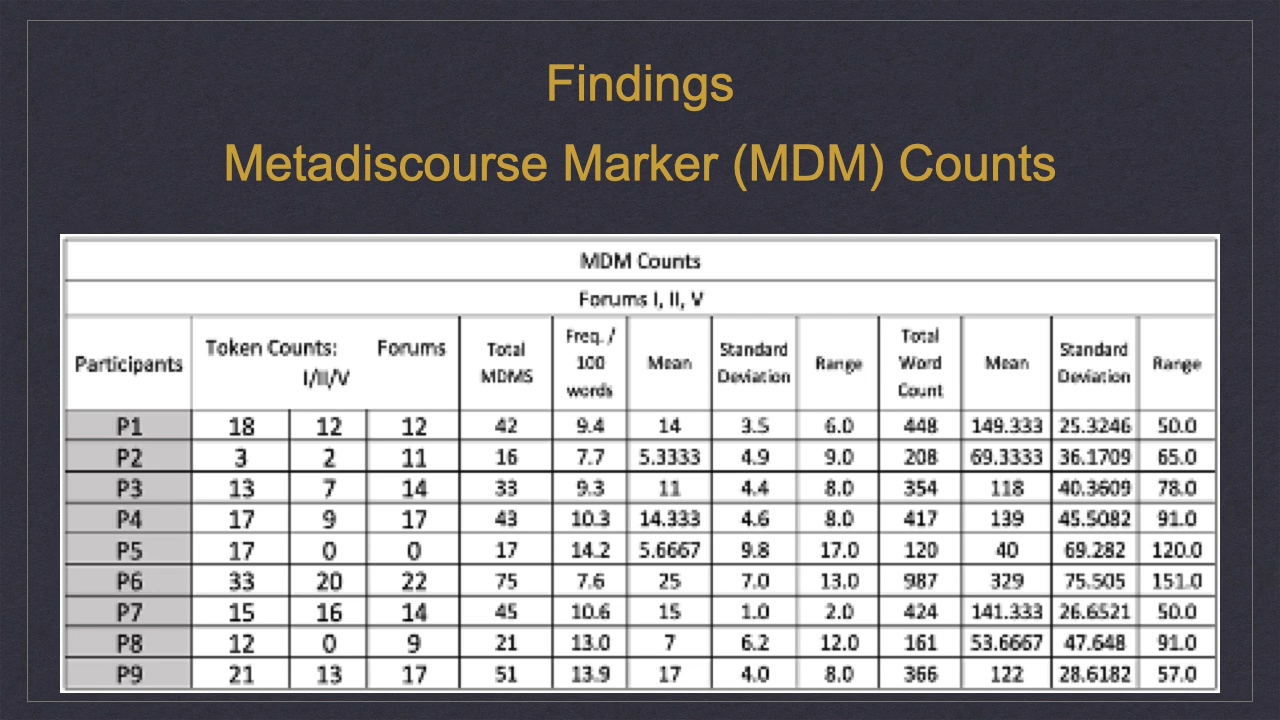 Findings
Metadiscourse Marker (MDM) Counts
MDM Counts
Forums I, II, V
Participants Token Counts: Forums I/II/V Total MDMS Freq. / 100 words Mean Standard Deviation Range Total Word Count Mean Standard Deviation Range
P1 18 12 12 42 9.4 14 3.5 6.0 448 149.333 25.3246 50.0
P2 3 2 11 16 7.7 5.3333 4.9 9.0 208 69.3333 36.1709 65.0
P3 13 7 14 33 9.3 11 4.4 8.0 354 118 40.3609 78.0
P4 17 9 17 43 10.3 14.333 4.6 8.0 417 139 45.5082 91.0
P5 17 0 0 17 14.2 5.6667 9.8 17.0 120 40 69.282 120.0
P6 33 20 22 75 7.6 25 7.0 13.0 987 329 75.505 151.0
P7 15 16 14 45 10.6 15 1.0 2.0 424 141.333 26.6521 50.0
P8 12 0 9 21 13.0 7 6.2 12.0 161 53.6667 47.648 91.0
P9 21 13 17 51 13.9 17 4.0 8.0 366 122 28.6182 57.0